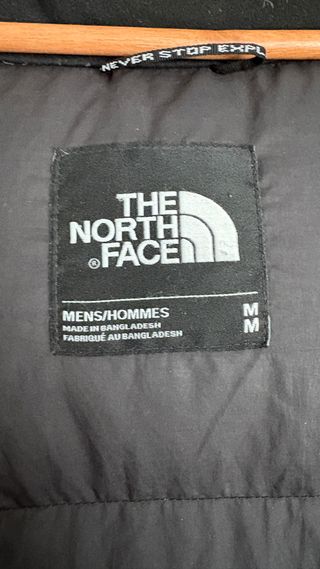 NEVER STOP EXPL
THE
NORTH
FACE
®
MENS/HOMMES M
MADE IN BANGLADESH M
FABRIQUÉ AU BANGLADESH